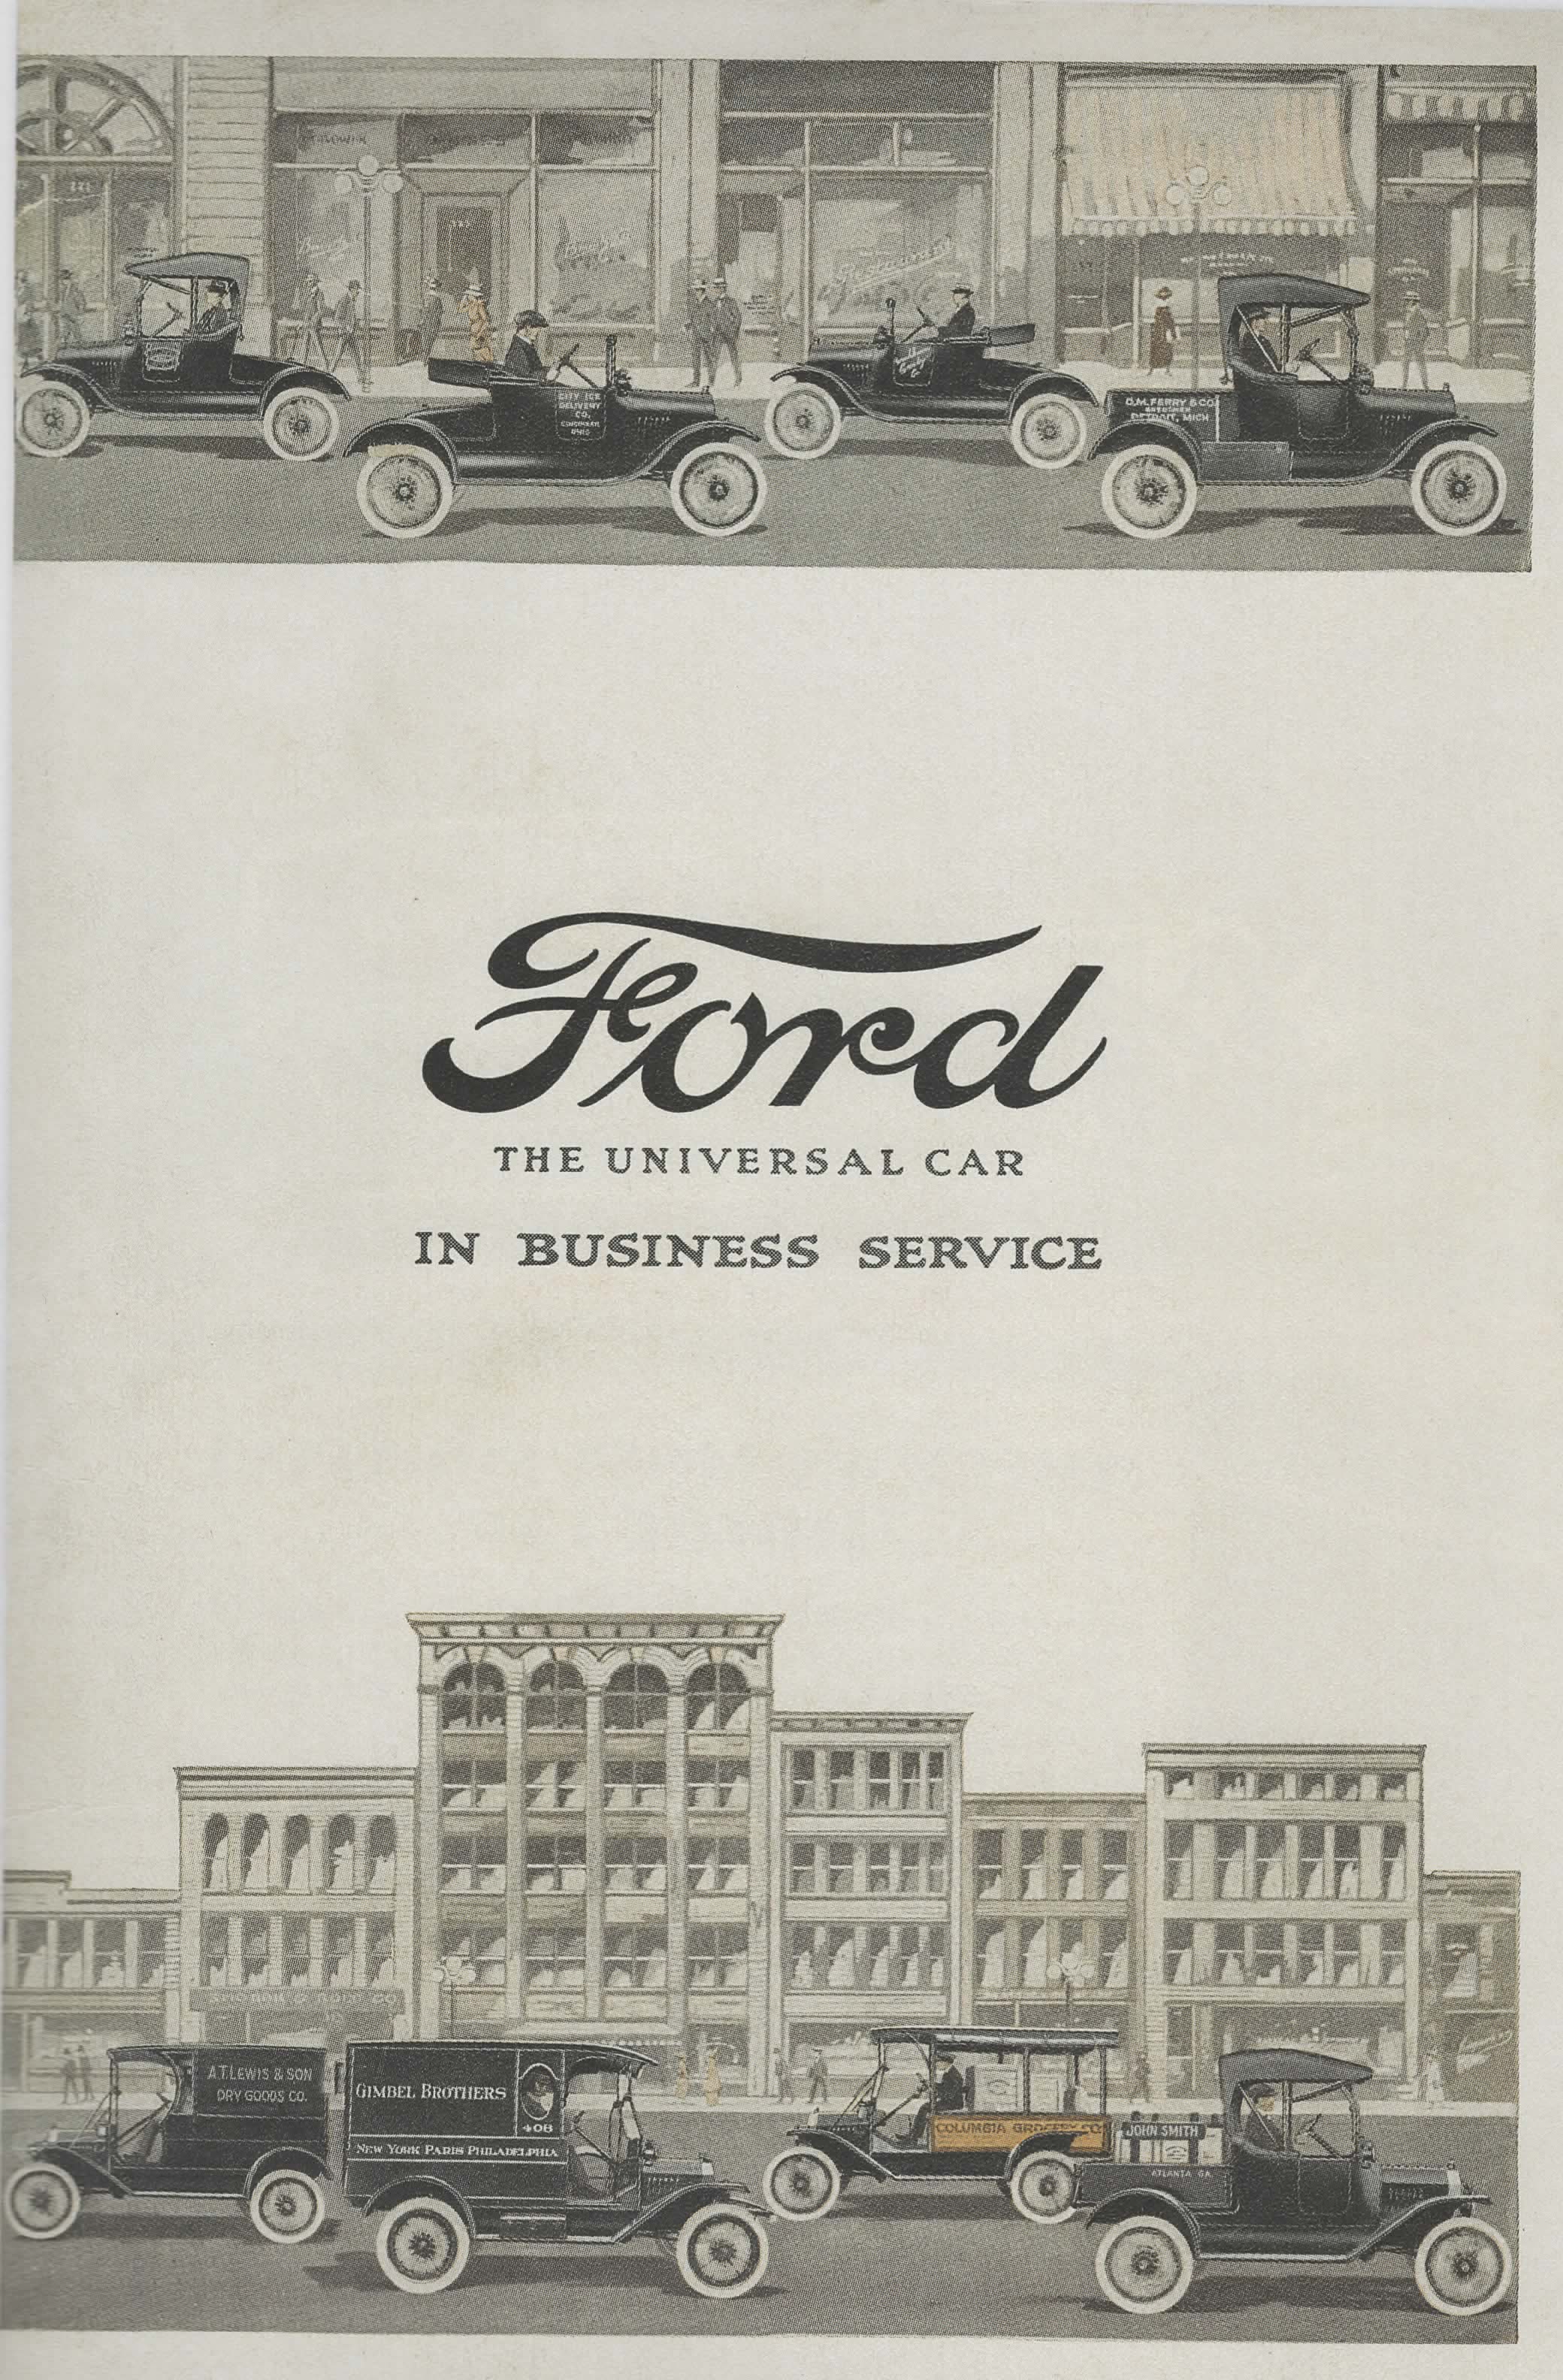 CITY ICE
DELIVERY
CO.
CINCINNATI
OHIO
D.M. FERRY & CO.
DETROIT, MICH
Ford
THE UNIVERSAL CAR
IN BUSINESS SERVICE
A.T. LEWIS & SON
DRY GOODS CO.
GIMBEL BROTHERS
408
NEW YORK PARIS PHILADELPHIA
COLUMBIA GROCERY CO.
JOHN SMITH
ATLANTA GA.